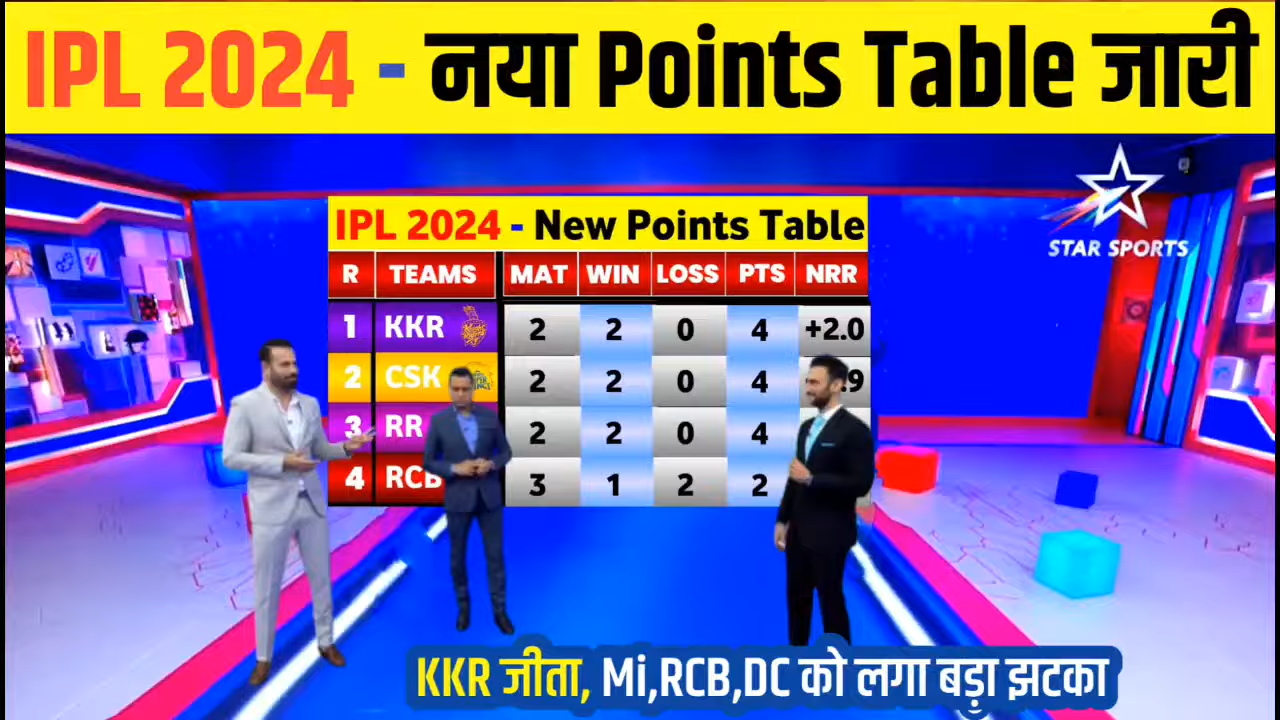 IPL 2024 - नया Points Table जारी
STAR SPORTS
IPL 2024 - New Points Table
R TEAMS MAT WIN LOSS PTS NRR
1 KKR 2 2 0 4 +2.0
2 CSK 2 2 0 4 .9
3 RR 2 2 0 4
4 RCB 3 1 2 2
KKR जीता, Mi,RCB,DC को लगा बड़ा झटका